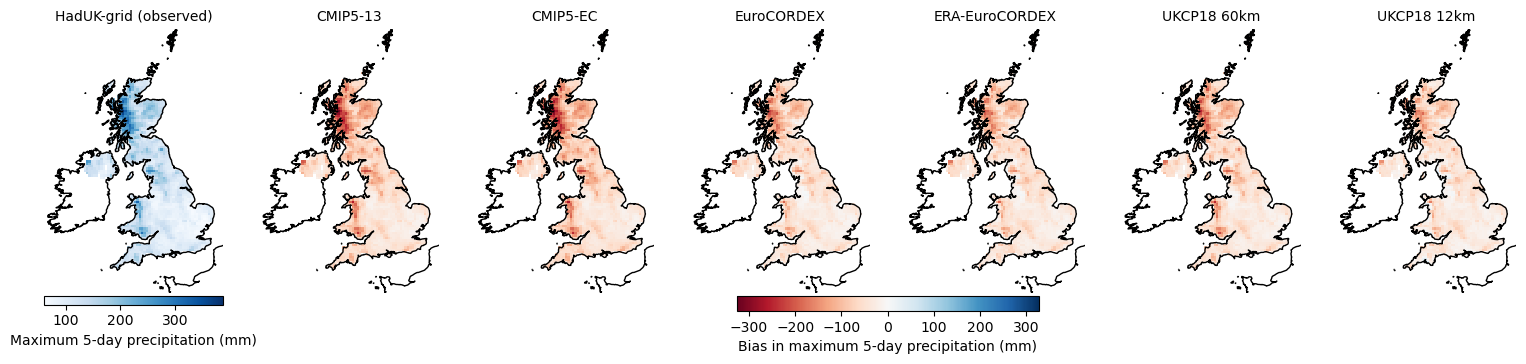 HadUK-grid (observed)
CMIP5-13
CMIP5-EC
EuroCORDEX
ERA-EuroCORDEX
UKCP18 60km
UKCP18 12km
100 200 300
Maximum 5-day precipitation (mm)
−300 −200 −100 0 100 200 300
Bias in maximum 5-day precipitation (mm)